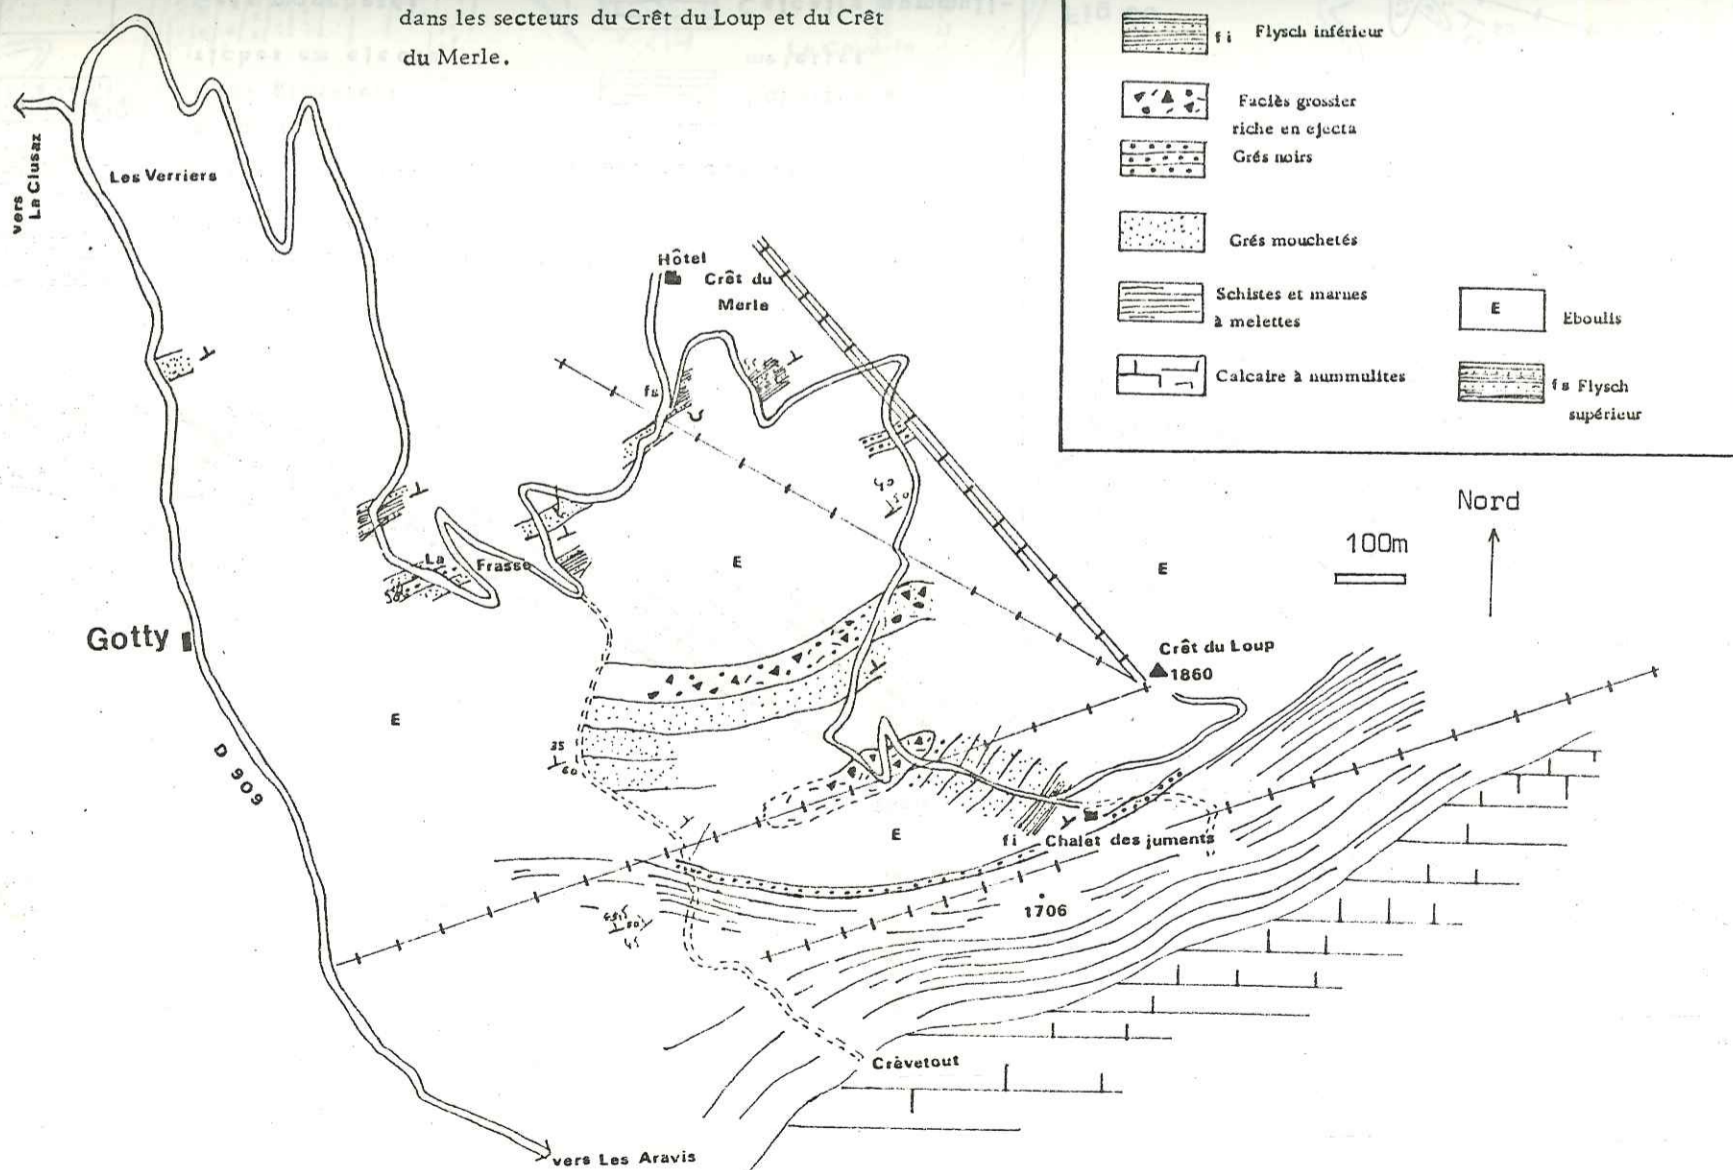 dans les secteurs du Crêt du Loup et du Crêt
du Merle.
fi Flysch inférieur
Faciès grossier
riche en ejecta
Grés noirs
Grés mouchetés
Schistes et marnes
à melettes
E Eboulis
Calcaire à nummulites
fs Flysch
supérieur
Nord
100m
vers
La Clusaz
Les Verriers
Hôtel
Crêt du
Merle
fs
La Frasse
E
E
Gotty
Crêt du Loup
1860
E
D 909
35
60
E
fi Chalet des juments
1706
45
Crèvetout
vers Les Aravis